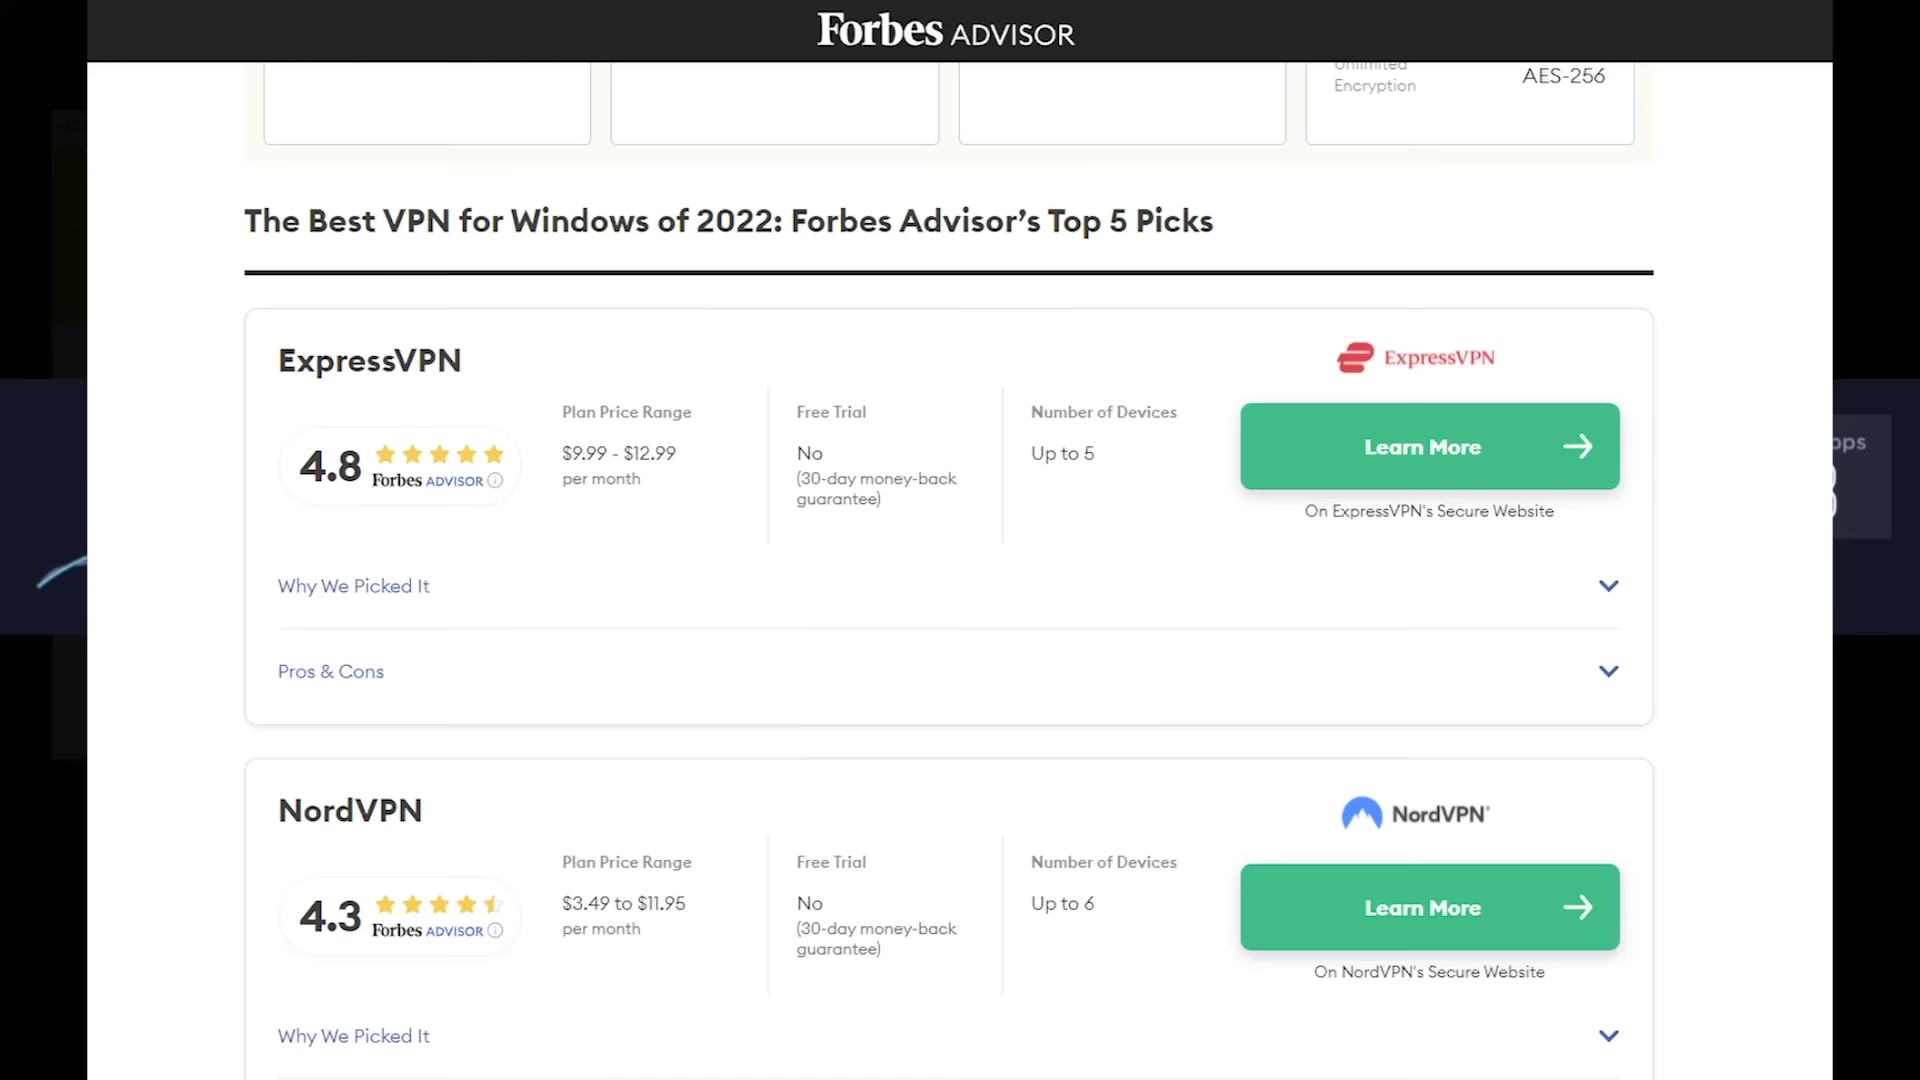 Forbes ADVISOR
Unlimited
Encryption
AES-256
The Best VPN for Windows of 2022: Forbes Advisor's Top 5 Picks
ExpressVPN
ExpressVPN
4.8
Forbes ADVISOR
Plan Price Range
$9.99 - $12.99
per month
Free Trial
No
(30-day money-back
guarantee)
Number of Devices
Up to 5
Learn More
On ExpressVPN's Secure Website
Why We Picked It
Pros & Cons
NordVPN
NordVPN®
4.3
Forbes ADVISOR
Plan Price Range
$3.49 to $11.95
per month
Free Trial
No
(30-day money-back
guarantee)
Number of Devices
Up to 6
Learn More
On NordVPN's Secure Website
Why We Picked It